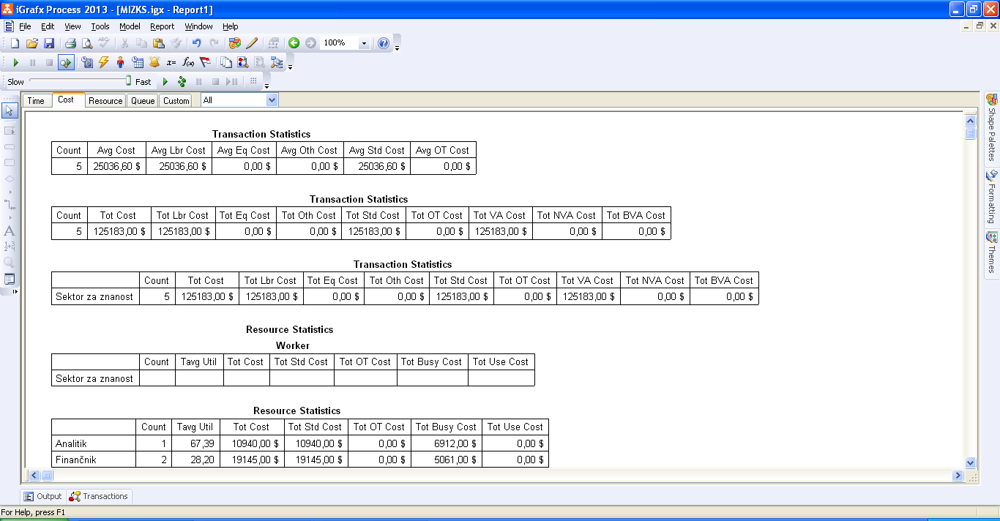 iGrafx Process 2013 - [MIZKS.igx - Report1]
File Edit View Tools Model Report Window Help
100%
x= f(x)
Slow Fast
Time Cost Resource Queue Custom All
Transaction Statistics
Count Avg Cost Avg Lbr Cost Avg Eq Cost Avg Oth Cost Avg Std Cost Avg OT Cost
5 25036,60 $ 25036,60 $ 0,00 $ 0,00 $ 25036,60 $ 0,00 $
Transaction Statistics
Count Tot Cost Tot Lbr Cost Tot Eq Cost Tot Oth Cost Tot Std Cost Tot OT Cost Tot VA Cost Tot NVA Cost Tot BVA Cost
5 125183,00 $ 125183,00 $ 0,00 $ 0,00 $ 125183,00 $ 0,00 $ 125183,00 $ 0,00 $ 0,00 $
Transaction Statistics
Count Tot Cost Tot Lbr Cost Tot Eq Cost Tot Oth Cost Tot Std Cost Tot OT Cost Tot VA Cost Tot NVA Cost Tot BVA Cost
Sektor za znanost 5 125183,00 $ 125183,00 $ 0,00 $ 0,00 $ 125183,00 $ 0,00 $ 125183,00 $ 0,00 $ 0,00 $
Resource Statistics
Worker
Count Tavg Util Tot Cost Tot Std Cost Tot OT Cost Tot Busy Cost Tot Use Cost
Sektor za znanost
Resource Statistics
Count Tavg Util Tot Cost Tot Std Cost Tot OT Cost Tot Busy Cost Tot Use Cost
Analitik 1 67,39 10940,00 $ 10940,00 $ 0,00 $ 6912,00 $ 0,00 $
Finančnik 2 28,20 19145,00 $ 19145,00 $ 0,00 $ 5061,00 $ 0,00 $
Shape Palettes
Formatting
Themes
Output Transactions
For Help, press F1